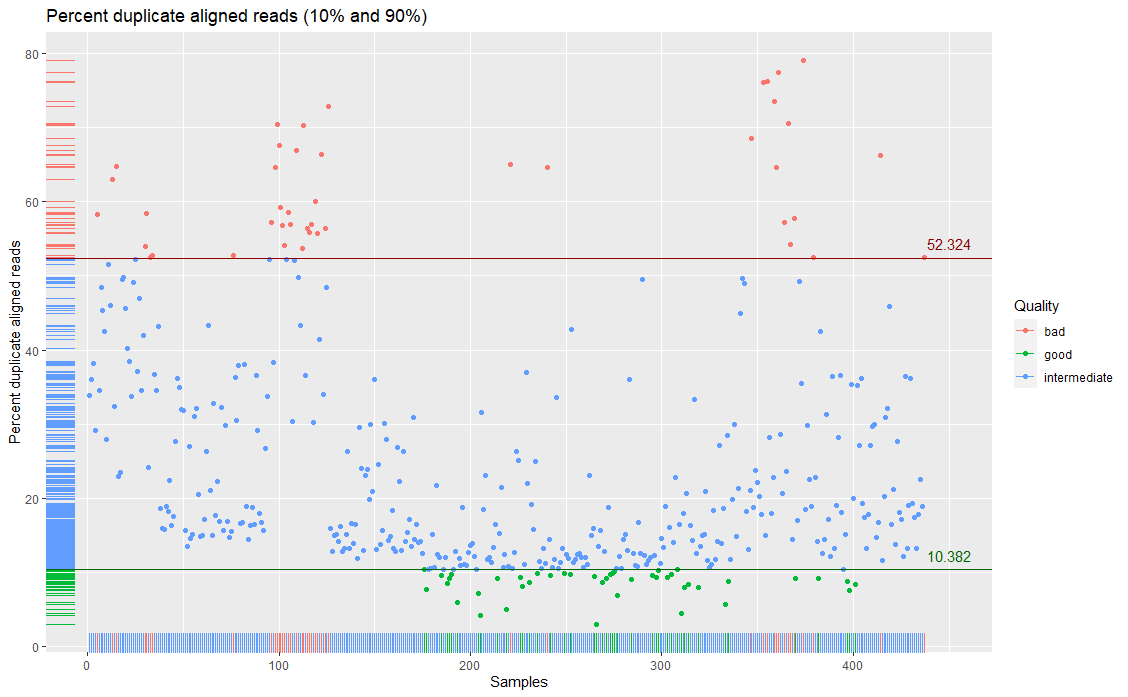 Percent duplicate aligned reads (10% and 90%)
Percent duplicate aligned reads
80
60
40
20
0
52.324
10.382
0
100
200
300
400
Samples
Quality
bad
good
intermediate